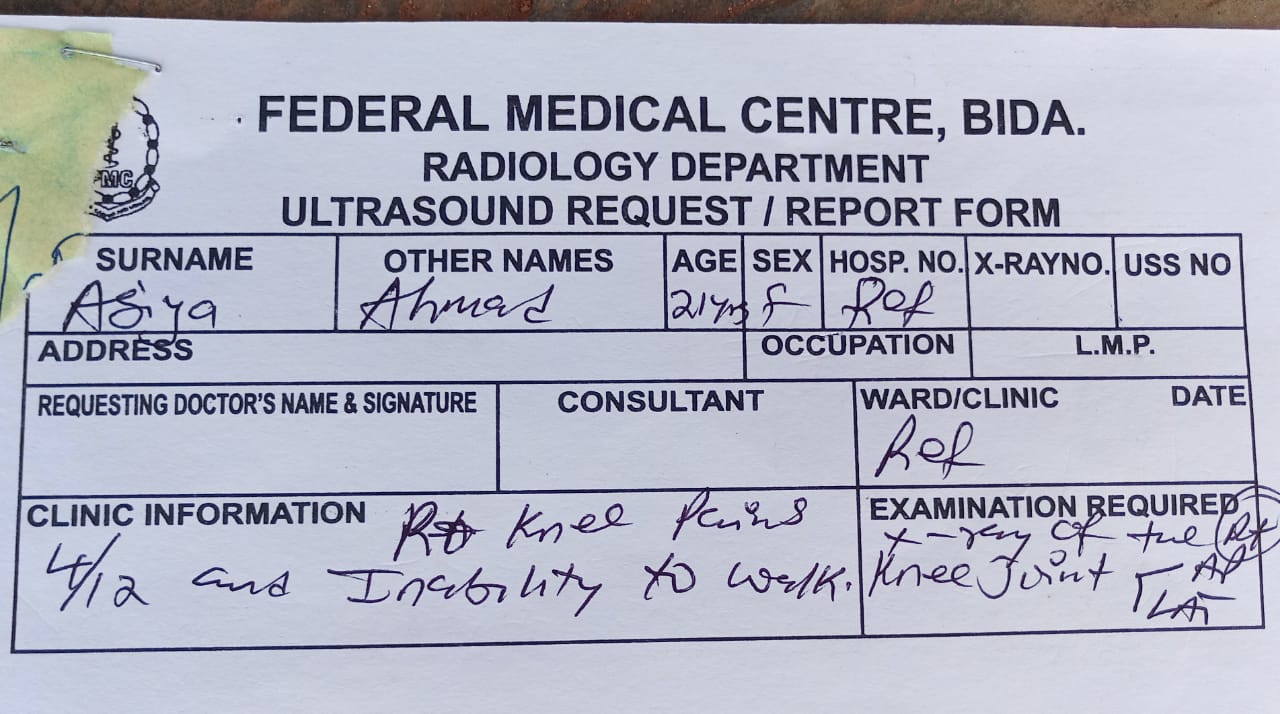 FMC
FEDERAL MEDICAL CENTRE, BIDA.
RADIOLOGY DEPARTMENT
ULTRASOUND REQUEST / REPORT FORM
SURNAME OTHER NAMES AGE SEX HOSP. NO. X-RAYNO. USS NO
Asiya Ahmad 21yrs F Ref
ADDRESS OCCUPATION L.M.P.
REQUESTING DOCTOR'S NAME & SIGNATURE CONSULTANT WARD/CLINIC DATE
Ref
CLINIC INFORMATION Rt Knee Pains
4/12 and Inability to walk.
EXAMINATION REQUIRED
x-ray of the Rt
Knee Joint AP
LAT